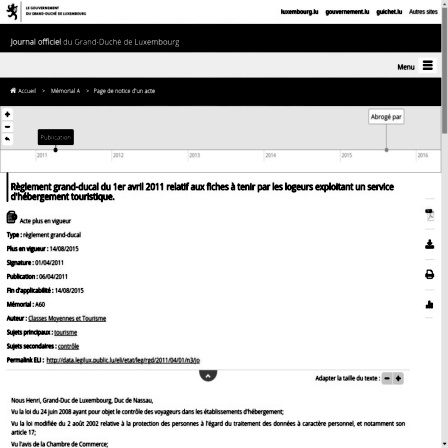 LE GOUVERNEMENT
DU GRAND-DUCHÉ DE LUXEMBOURG
luxembourg.lu gouvernement.lu guichet.lu Autres sites
Journal officiel du Grand-Duché de Luxembourg
Menu
Accueil > Mémorial A > Page de notice d'un acte
Abrogé par
Publication
2011 2012 2013 2014 2015 2016
Règlement grand-ducal du 1er avril 2011 relatif aux fiches à tenir par les logeurs exploitant un service
d'hébergement touristique.
Acte plus en vigueur
Type : règlement grand-ducal
Plus en vigueur : 14/08/2015
Signature : 01/04/2011
Publication : 06/04/2011
Fin d'applicabilité : 14/08/2015
Mémorial : A60
Auteur : Classes Moyennes et Tourisme
Sujets principaux : tourisme
Sujets secondaires : contrôle
Permalink ELI : http://data.legilux.public.lu/eli/etat/leg/rgd/2011/04/01/n3/jo
Adapter la taille du texte : - +
Nous Henri, Grand-Duc de Luxembourg, Duc de Nassau,
Vu la loi du 24 juin 2008 ayant pour objet le contrôle des voyageurs dans les établissements d'hébergement;
Vu la loi modifiée du 2 août 2002 relative à la protection des personnes à l'égard du traitement des données à caractère personnel, et notamment son
article 17;
Vu l'avis de la Chambre de Commerce;